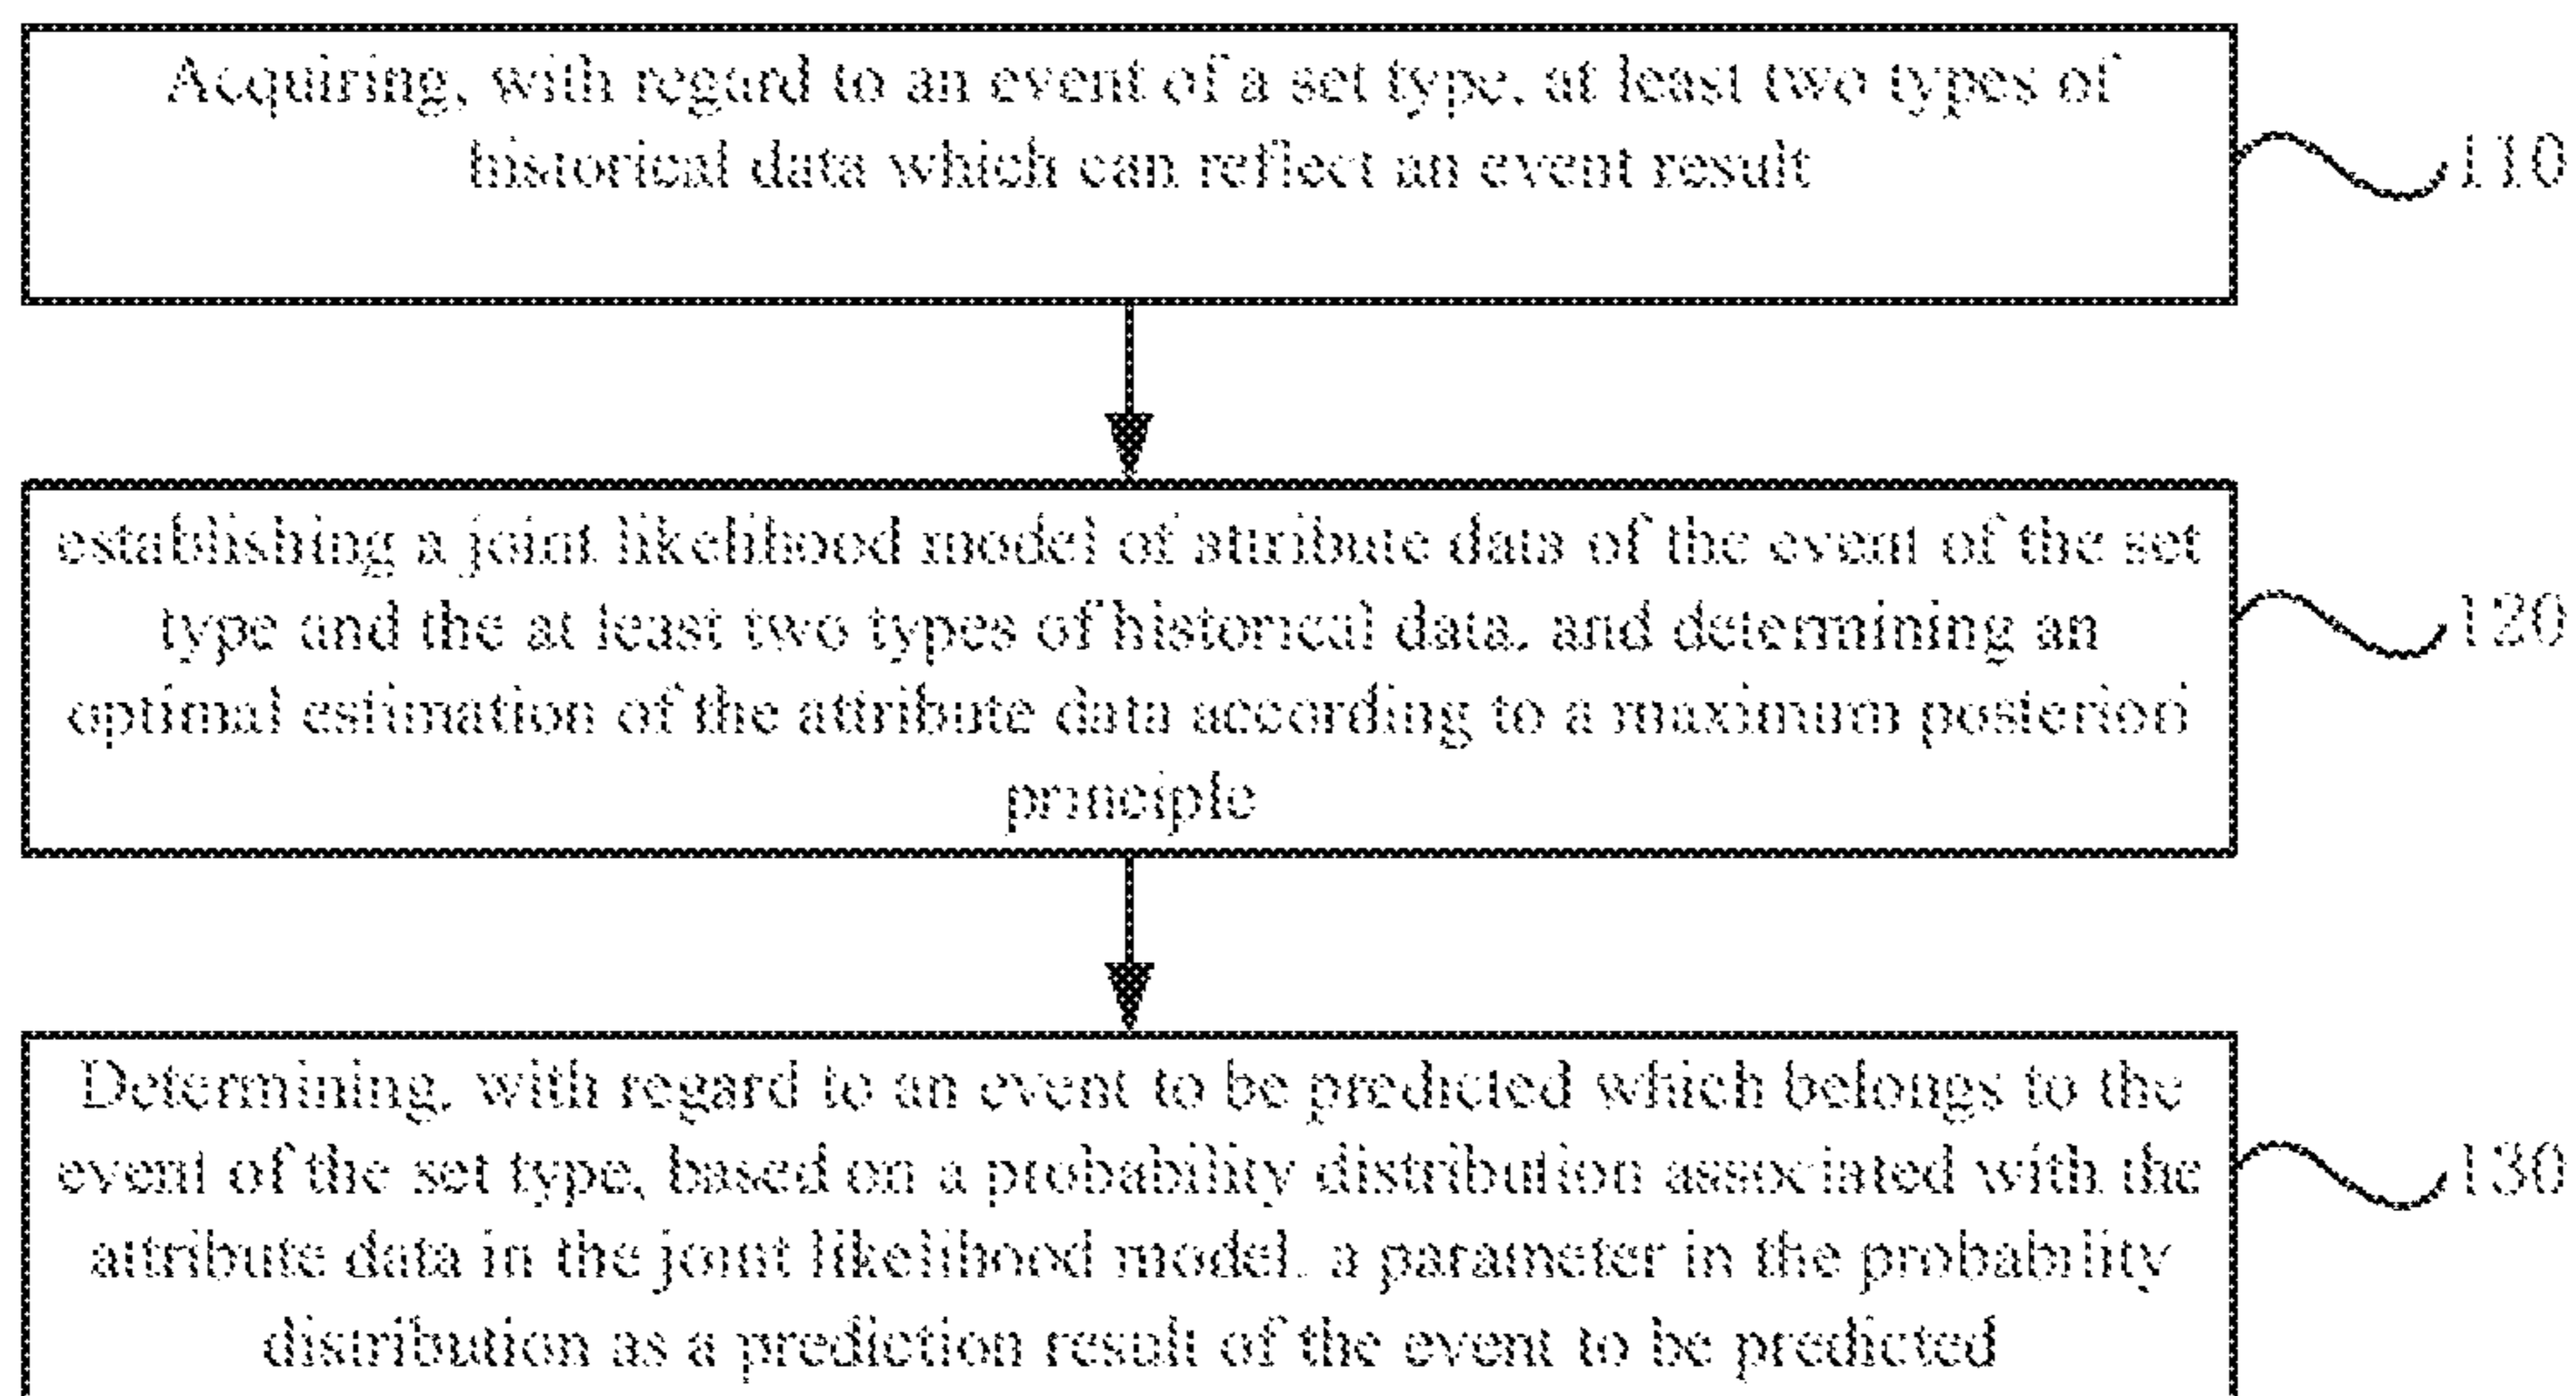 Acquiring, with regard to an event of a set type, at least two types of
historical data which can reflect an event result
110
establishing a joint likelihood model of attribute data of the event of the set
type and the at least two types of historical data, and determining an
optimal estimation of the attribute data according to a maximum posteriori
principle
120
Determining, with regard to an event to be predicted which belongs to the
event of the set type, based on a probability distribution associated with the
attribute data in the joint likelihood model, a parameter in the probability
distribution as a prediction result of the event to be predicted
130